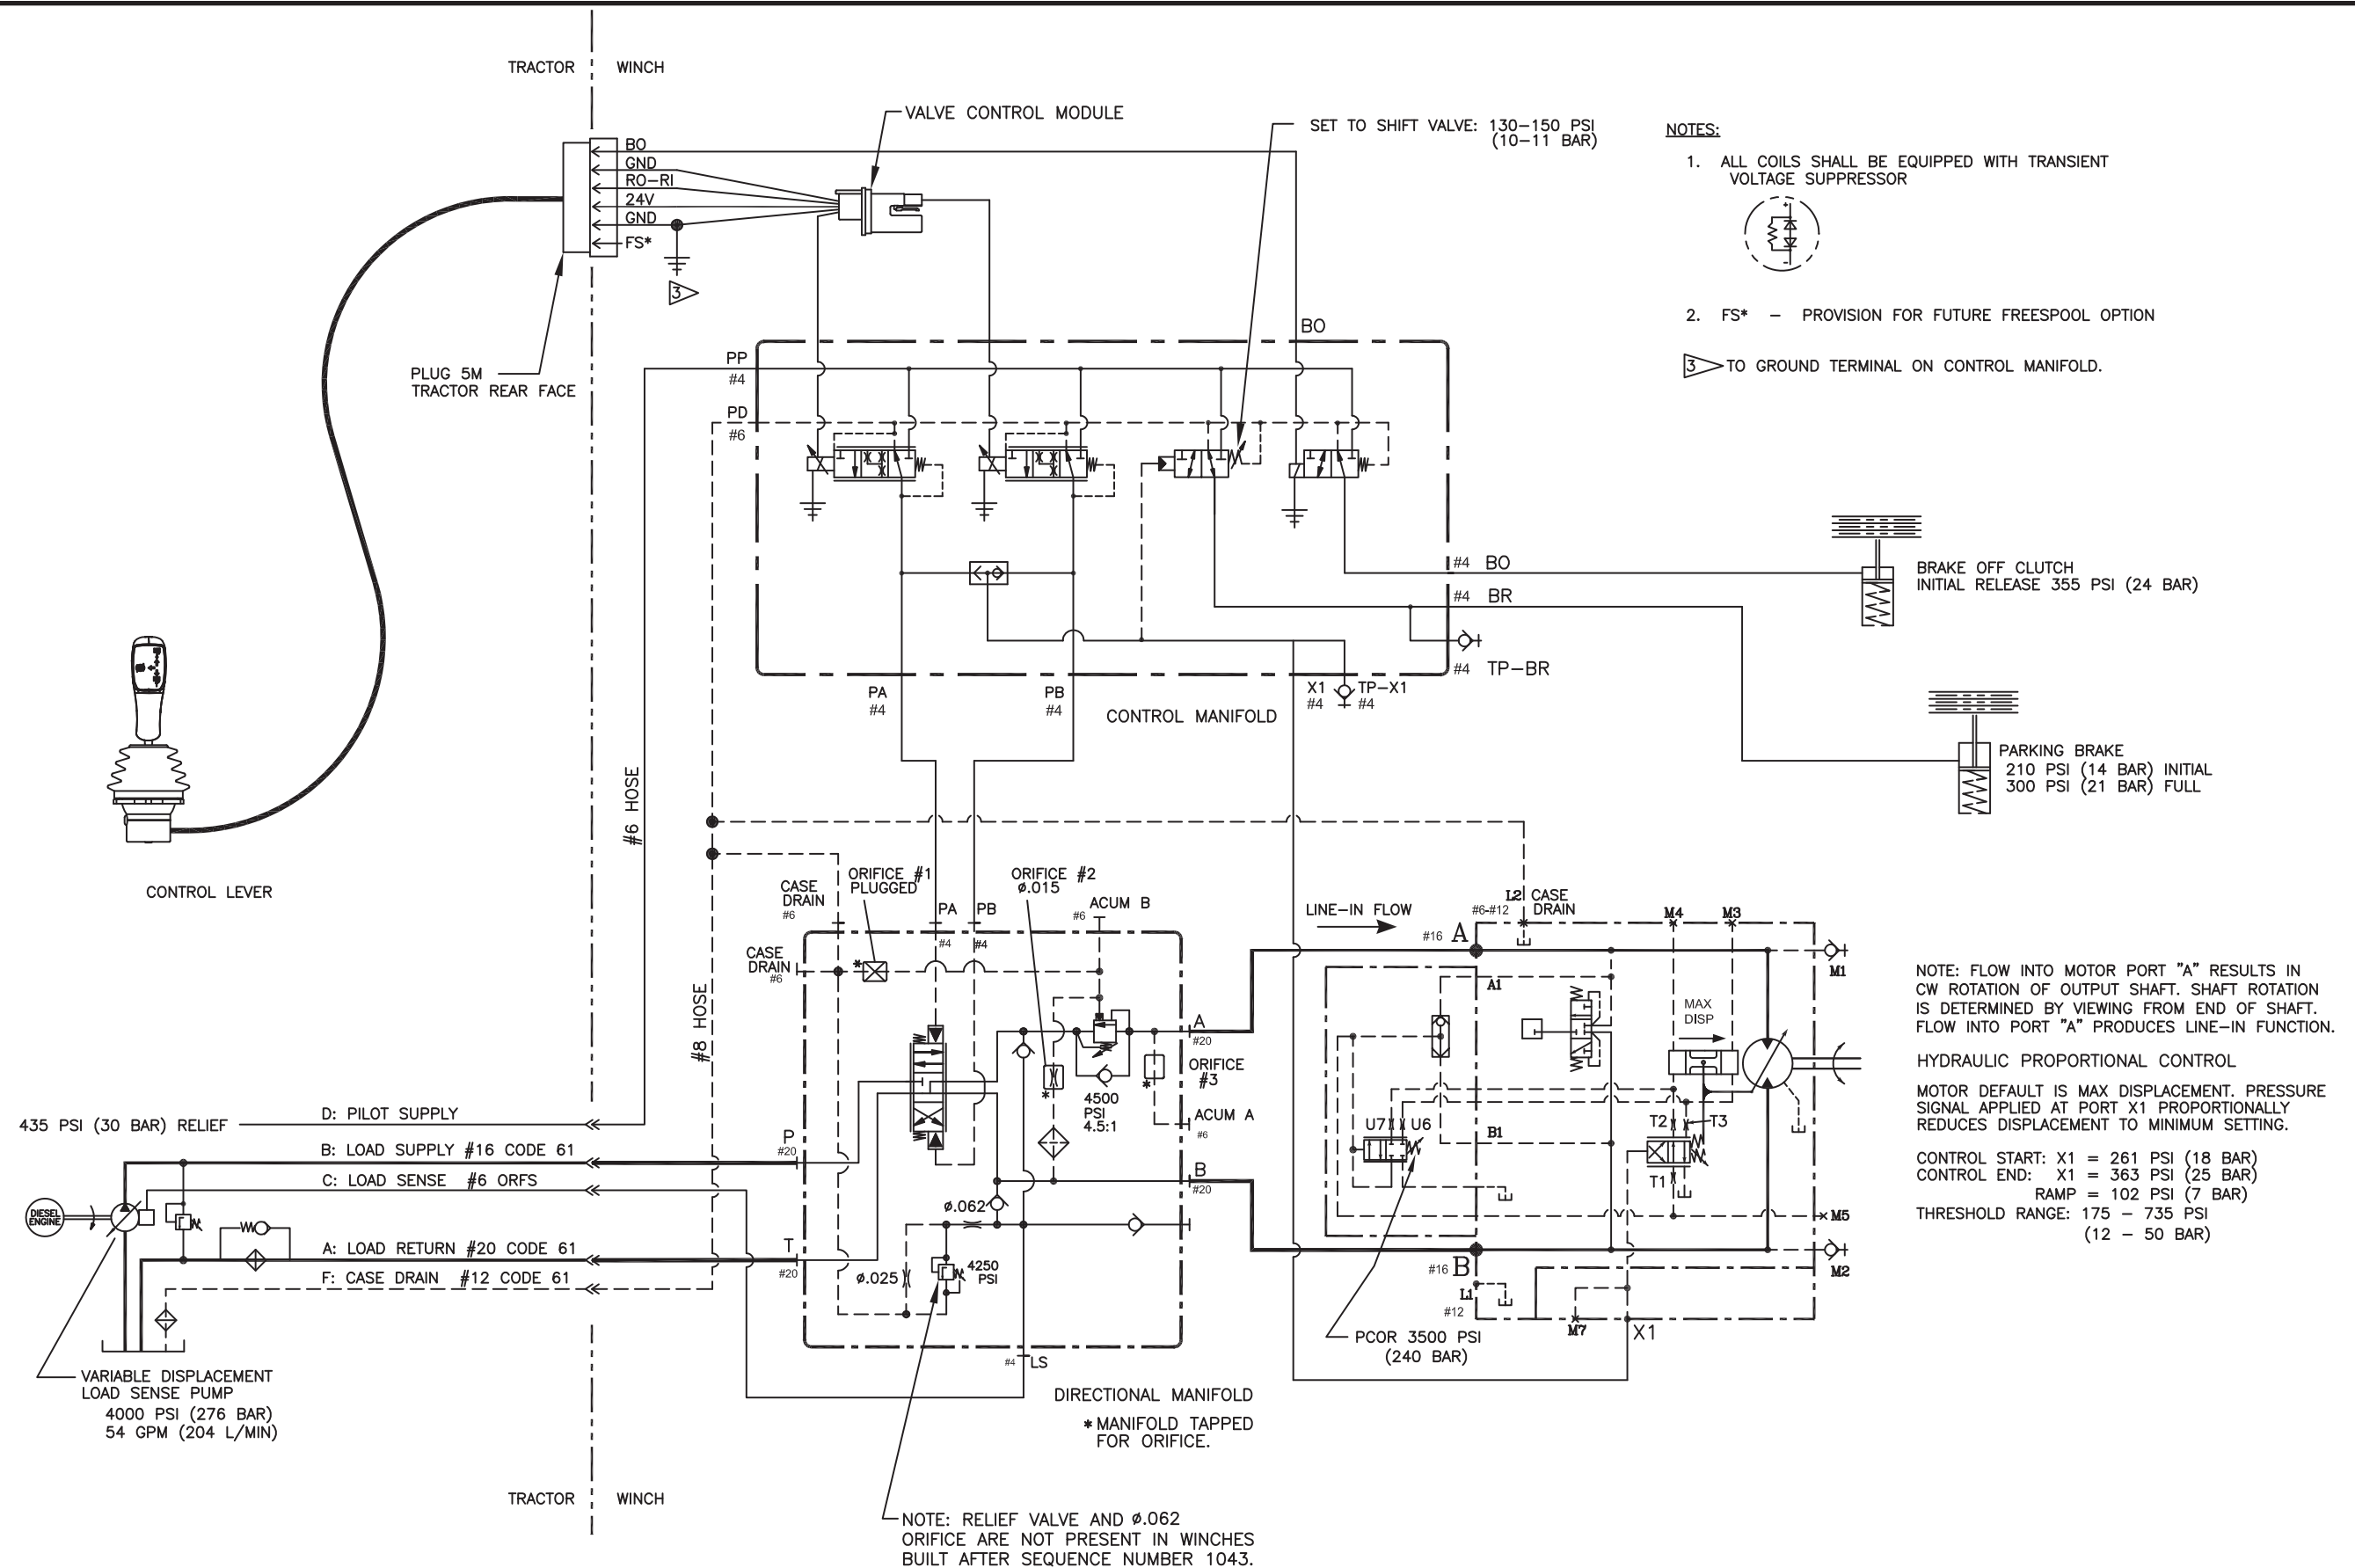 TRACTOR
WINCH
VALVE CONTROL MODULE
SET TO SHIFT VALVE: 130-150 PSI
(10-11 BAR)
NOTES:
1. ALL COILS SHALL BE EQUIPPED WITH TRANSIENT
VOLTAGE SUPPRESSOR
+
-
2. FS* - PROVISION FOR FUTURE FREESPOOL OPTION
3 TO GROUND TERMINAL ON CONTROL MANIFOLD.
BO
GND
RO-RI
24V
GND
FS*
3
PLUG 5M
TRACTOR REAR FACE
BO
PP
#4
PD
#6
#4 BO
#4 BR
#4 TP-BR
BRAKE OFF CLUTCH
INITIAL RELEASE 355 PSI (24 BAR)
PA
#4
PB
#4
X1
#4
TP-X1
#4
CONTROL MANIFOLD
PARKING BRAKE
210 PSI (14 BAR) INITIAL
300 PSI (21 BAR) FULL
#6 HOSE
#8 HOSE
CONTROL LEVER
CASE
DRAIN
#6
ORIFICE #1
PLUGGED
ORIFICE #2
ø.015
PA
#4
PB
#4
#6 ACUM B
CASE
DRAIN
#6
*
*
*
4500
PSI
4.5:1
A
#20
ORIFICE
#3
ACUM A
#6
B
#20
P
#20
T
#20
ø.062
ø.025
4250
PSI
#4 LS
DIRECTIONAL MANIFOLD
* MANIFOLD TAPPED
FOR ORIFICE.
LINE-IN FLOW
L2 CASE
DRAIN
#6-#12
#16 A
M4
M3
M1
A1
MAX
DISP
U7
U6
B1
T2
T3
T1
M5
M2
#16 B
L1
#12
M7
X1
PCOR 3500 PSI
(240 BAR)
NOTE: FLOW INTO MOTOR PORT "A" RESULTS IN
CW ROTATION OF OUTPUT SHAFT. SHAFT ROTATION
IS DETERMINED BY VIEWING FROM END OF SHAFT.
FLOW INTO PORT "A" PRODUCES LINE-IN FUNCTION.
HYDRAULIC PROPORTIONAL CONTROL
MOTOR DEFAULT IS MAX DISPLACEMENT. PRESSURE
SIGNAL APPLIED AT PORT X1 PROPORTIONALLY
REDUCES DISPLACEMENT TO MINIMUM SETTING.
CONTROL START: X1 = 261 PSI (18 BAR)
CONTROL END: X1 = 363 PSI (25 BAR)
RAMP = 102 PSI (7 BAR)
THRESHOLD RANGE: 175 - 735 PSI
(12 - 50 BAR)
435 PSI (30 BAR) RELIEF
D: PILOT SUPPLY
B: LOAD SUPPLY #16 CODE 61
C: LOAD SENSE #6 ORFS
A: LOAD RETURN #20 CODE 61
F: CASE DRAIN #12 CODE 61
DIESEL
ENGINE
VARIABLE DISPLACEMENT
LOAD SENSE PUMP
4000 PSI (276 BAR)
54 GPM (204 L/MIN)
TRACTOR
WINCH
NOTE: RELIEF VALVE AND ø.062
ORIFICE ARE NOT PRESENT IN WINCHES
BUILT AFTER SEQUENCE NUMBER 1043.